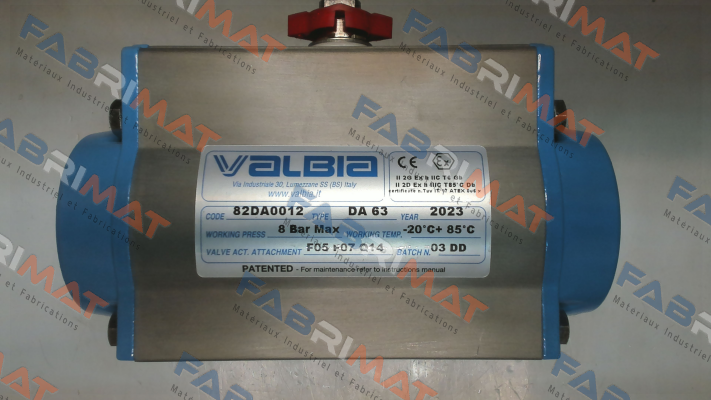 FABRIMAT
Materiaux Industriel et Fabrications
VALBIA
Via Industriale 30, Lumezzane SS (BS) Italy
www.valbia.it
CE Ex
II 2G Ex h IIC T6 Gb
II 2D Ex h IIIC T85°C Db
CODE 82DA0012 TYPE DA 63 YEAR 2023
WORKING PRESS. 8 Bar Max WORKING TEMP. -20°C+ 85°C
VALVE ACT. ATTACHMENT F05 F07 Q14 BATCH N. 03 DD
PATENTED - For maintenance refer to instructions manual